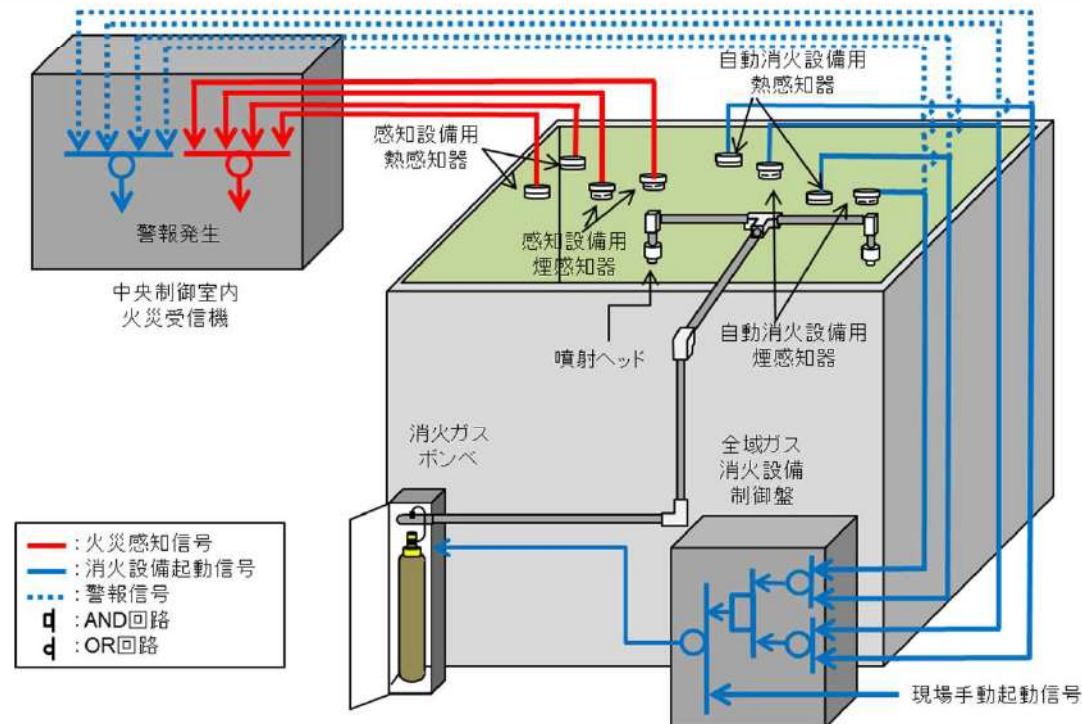 自動消火設備用
熱感知器
感知設備用
熱感知器
警報発生
感知設備用
煙感知器
中央制御室内
火災受信機
噴射ヘッド
自動消火設備用
煙感知器
消火ガス
ボンベ
全域ガス
消火設備
制御盤
:火災感知信号
:消火設備起動信号
:警報信号
:AND回路
:OR回路
現場手動起動信号